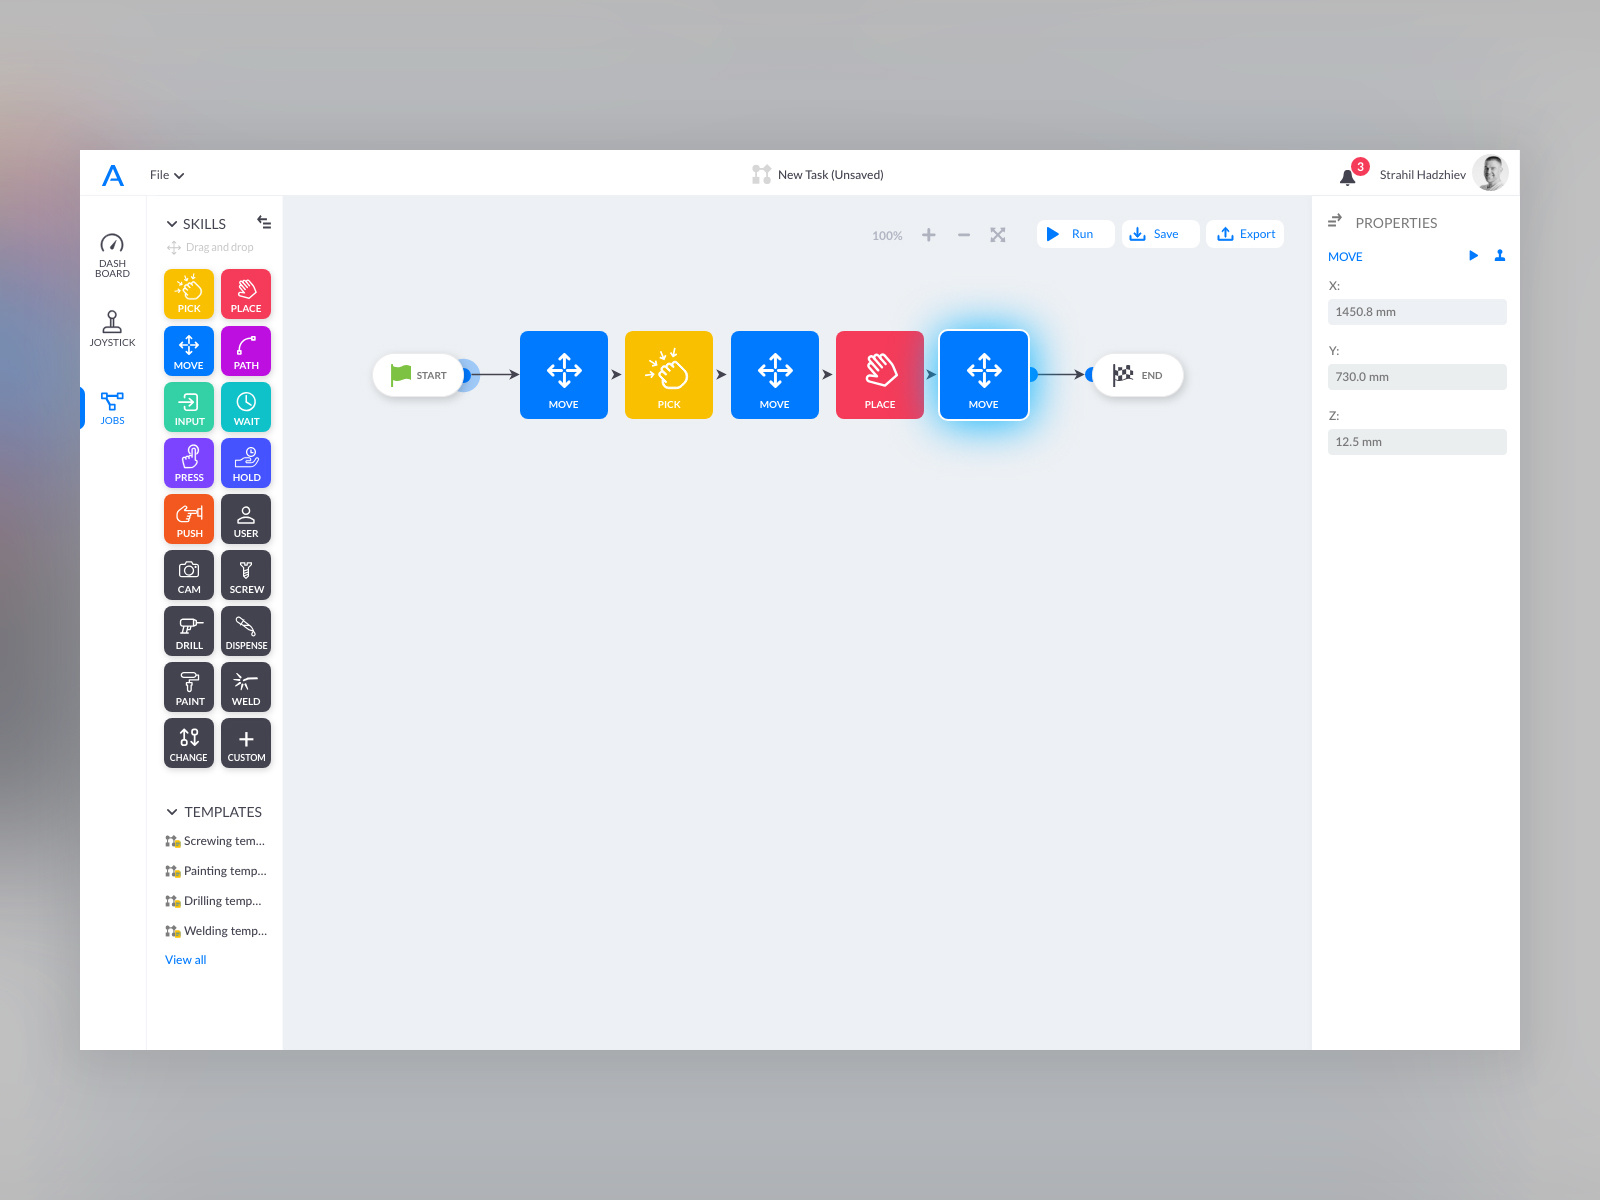 File
New Task (Unsaved)
3
Strahil Hadzhiev
DASH
BOARD
JOYSTICK
JOBS
SKILLS
Drag and drop
PICK
PLACE
MOVE
PATH
INPUT
WAIT
PRESS
HOLD
PUSH
USER
CAM
SCREW
DRILL
DISPENSE
PAINT
WELD
CHANGE
CUSTOM
TEMPLATES
Screwing tem...
Painting temp...
Drilling temp...
Welding temp...
View all
100%
Run
Save
Export
START
MOVE
PICK
MOVE
PLACE
MOVE
END
PROPERTIES
MOVE
X:
1450.8 mm
Y:
730.0 mm
Z:
12.5 mm